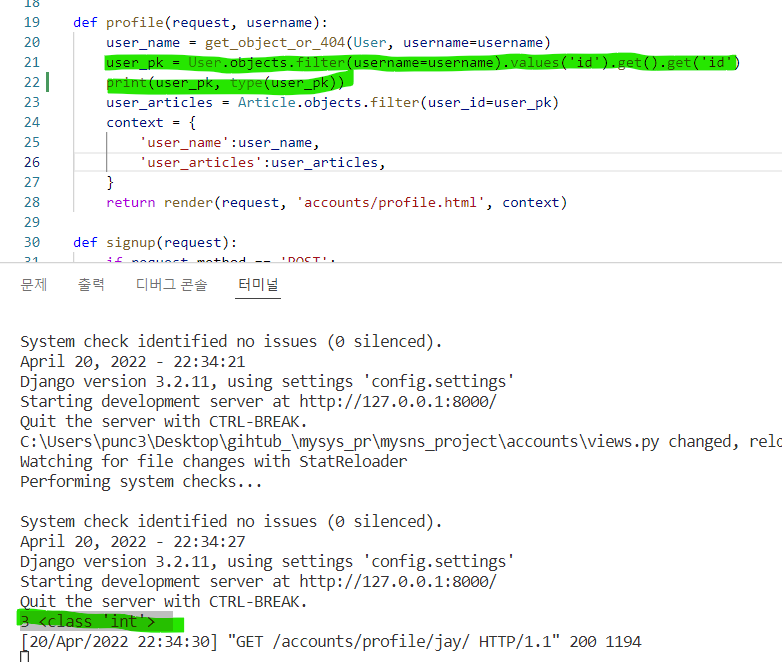 18
19 def profile(request, username):
20 user_name = get_object_or_404(User, username=username)
21 user_pk = User.objects.filter(username=username).values('id').get().get('id')
22 print(user_pk, type(user_pk))
23 user_articles = Article.objects.filter(user_id=user_pk)
24 context = {
25 'user_name':user_name,
26 'user_articles':user_articles,
27 }
28 return render(request, 'accounts/profile.html', context)
29
30 def signup(request):
31 if request.method == 'POST':
문제 출력 디버그 콘솔 터미널
System check identified no issues (0 silenced).
April 20, 2022 - 22:34:21
Django version 3.2.11, using settings 'config.settings'
Starting development server at http://127.0.0.1:8000/
Quit the server with CTRL-BREAK.
C:\Users\punc3\Desktop\gihtub_\mysys_pr\mysns_project\accounts\views.py changed, relo
Watching for file changes with StatReloader
Performing system checks...
System check identified no issues (0 silenced).
April 20, 2022 - 22:34:27
Django version 3.2.11, using settings 'config.settings'
Starting development server at http://127.0.0.1:8000/
Quit the server with CTRL-BREAK.
3 <class 'int'>
[20/Apr/2022 22:34:30] "GET /accounts/profile/jay/ HTTP/1.1" 200 1194